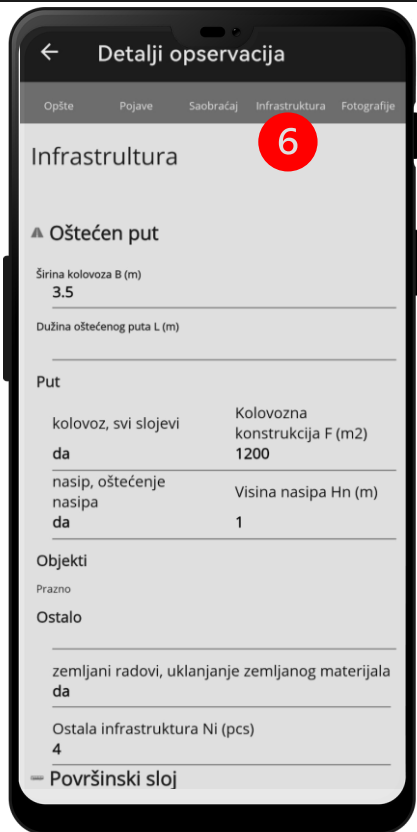 Detalji opservacija
Opšte Pojave Saobraćaj Infrastruktura Fotografije
6
Infrastrultura
Oštećen put
Širina kolovoza B (m)
3.5
Dužina oštećenog puta L (m)
Put
kolovoz, svi slojevi
da
Kolovozna
konstrukcija F (m2)
1200
nasip, oštećenje
nasipa
da
Visina nasipa Hn (m)
1
Objekti
Prazno
Ostalo
zemljani radovi, uklanjanje zemljanog materijala
da
Ostala infrastruktura Ni (pcs)
4
Površinski sloj